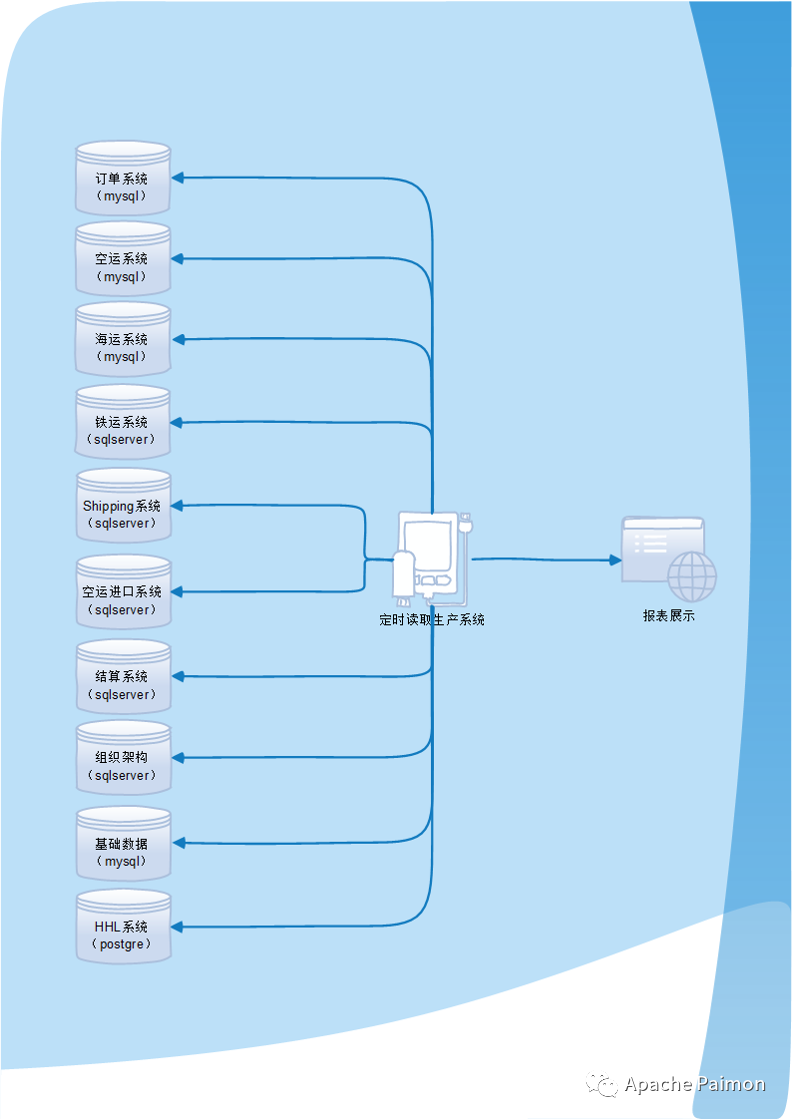 订单系统
（mysql）
空运系统
（mysql）
海运系统
（mysql）
铁运系统
（sqlserver）
Shipping系统
（sqlserver）
空运进口系统
（sqlserver）
定时读取生产系统
报表展示
结算系统
（sqlserver）
组织架构
（sqlserver）
基础数据
（mysql）
HHL系统
（postgre）
Apache Paimon